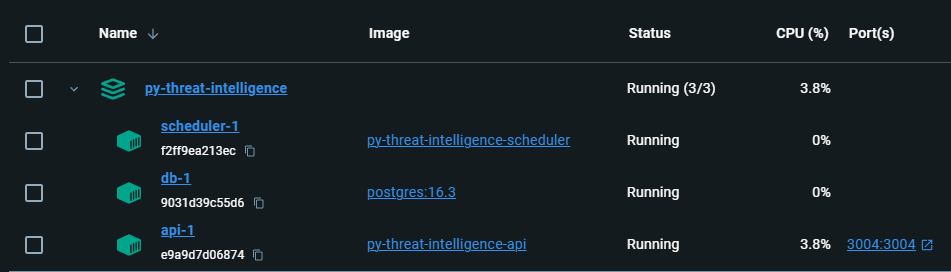 Name Image Status CPU (%) Port(s)
py-threat-intelligence Running (3/3) 3.8%
scheduler-1
f2ff9ea213ec py-threat-intelligence-scheduler Running 0%
db-1
9031d39c55d6 postgres:16.3 Running 0%
api-1
e9a9d7d06874 py-threat-intelligence-api Running 3.8% 3004:3004